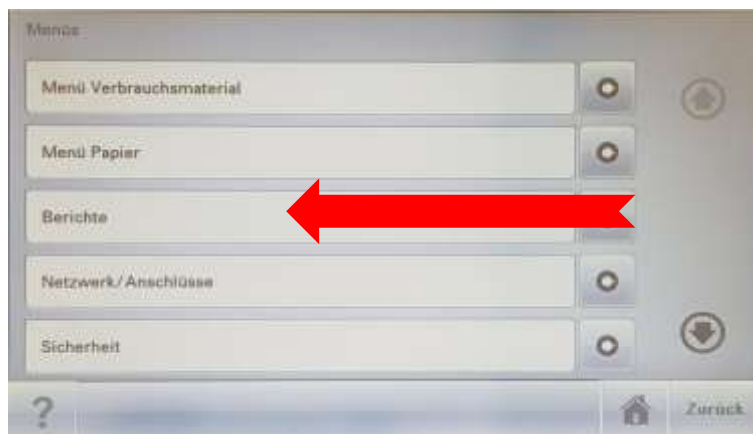 Menüs
Menü Verbrauchsmaterial
Menü Papier
Berichte
Netzwerk/Anschlüsse
Sicherheit
?
Zurück